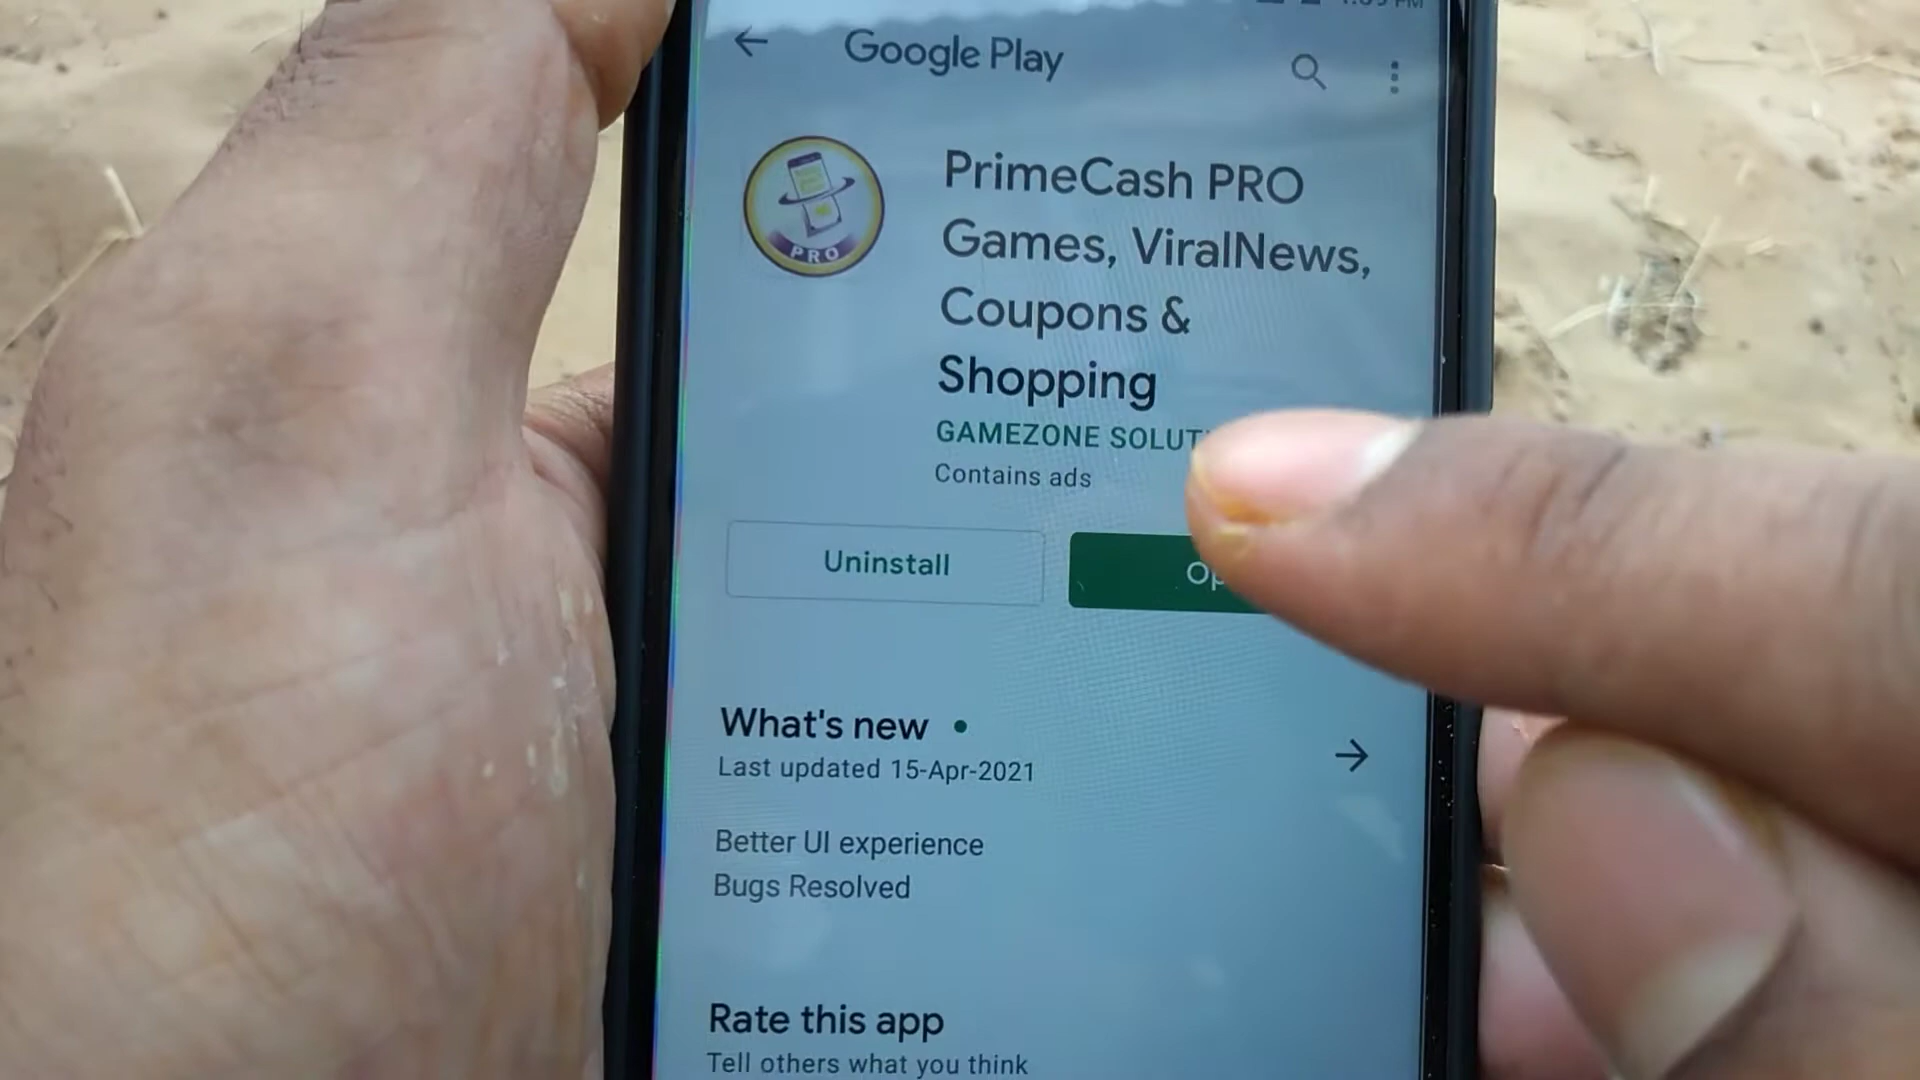 Google Play
PrimeCash PRO
Games, ViralNews,
Coupons &
Shopping
PRO
GAMEZONE
Contains ads
Uninstall
What's new
Last updated 15-Apr-2021
Better UI experience
Bugs Resolved
Rate this app
Tell others what you think